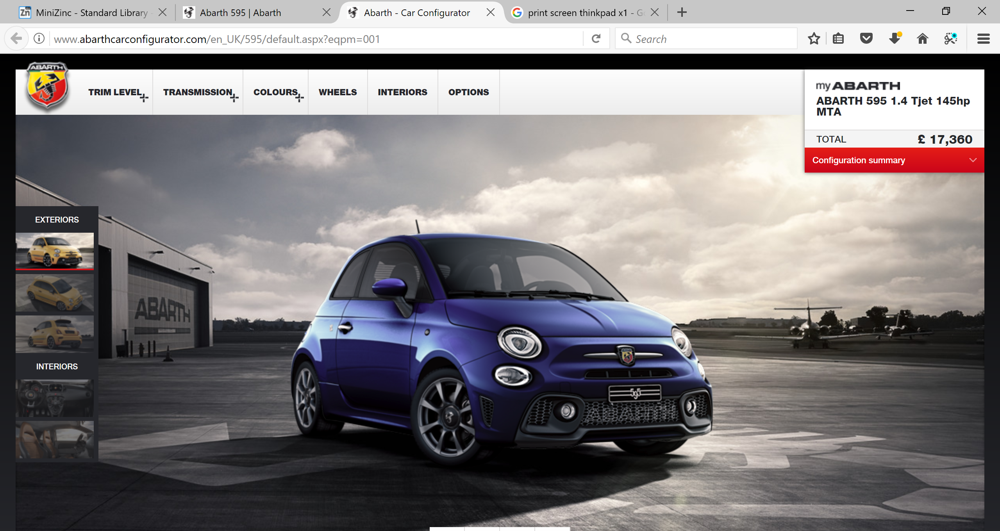 MiniZinc - Standard Library -
Abarth 595 | Abarth
Abarth - Car Configurator
print screen thinkpad x1 - Go
www.abarthcarconfigurator.com/en_UK/595/default.aspx?eqpm=001
Search
ABARTH
TRIM LEVEL
TRANSMISSION
COLOURS
WHEELS
INTERIORS
OPTIONS
my ABARTH
ABARTH 595 1.4 Tjet 145hp
MTA
TOTAL £ 17,360
Configuration summary
EXTERIORS
INTERIORS
ABARTH
595
ABARTH